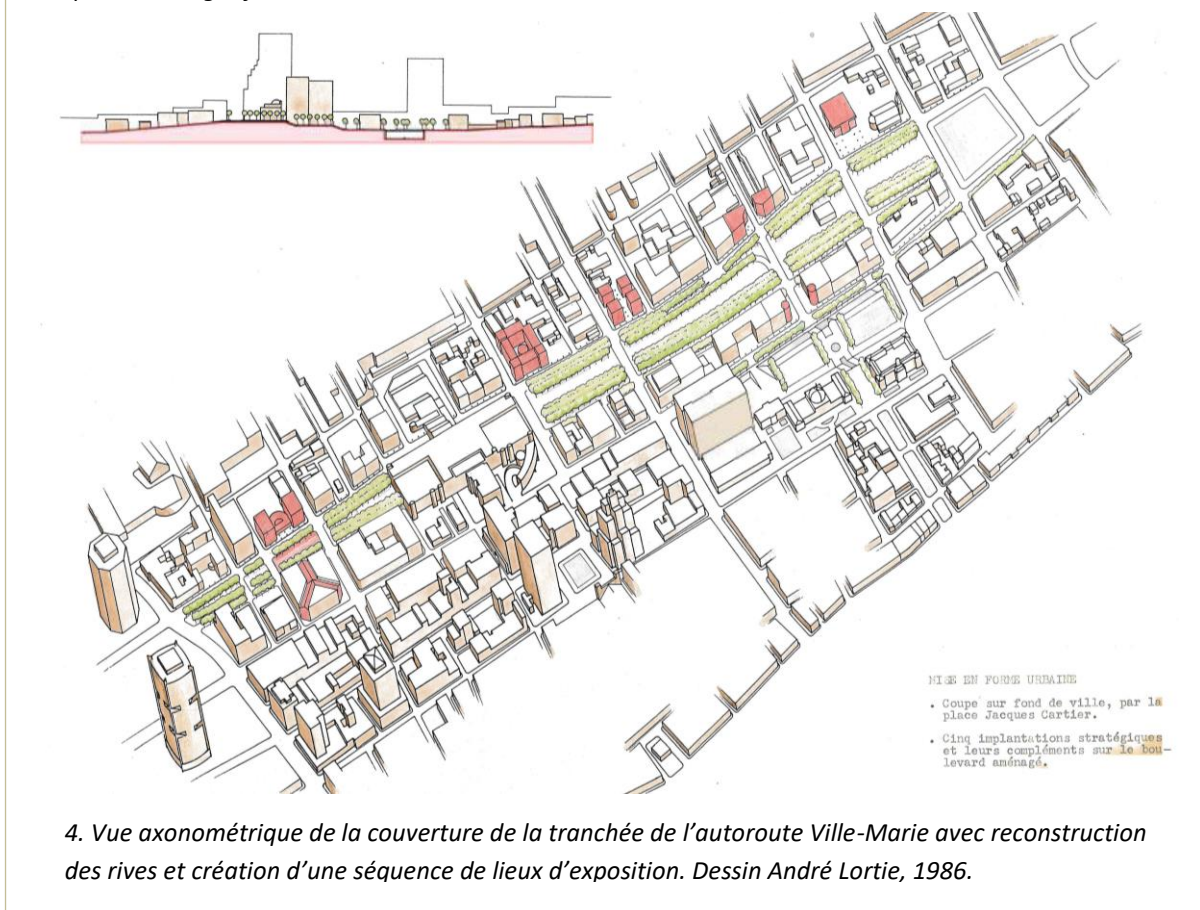 MISE EN FORME URBAINE
. Coupe sur fond de ville, par la
place Jacques Cartier.
. Cinq implantations stratégiques
et leurs compléments sur le bou-
levard aménagé.
4. Vue axonométrique de la couverture de la tranchée de l’autoroute Ville-Marie avec reconstruction
des rives et création d’une séquence de lieux d’exposition. Dessin André Lortie, 1986.